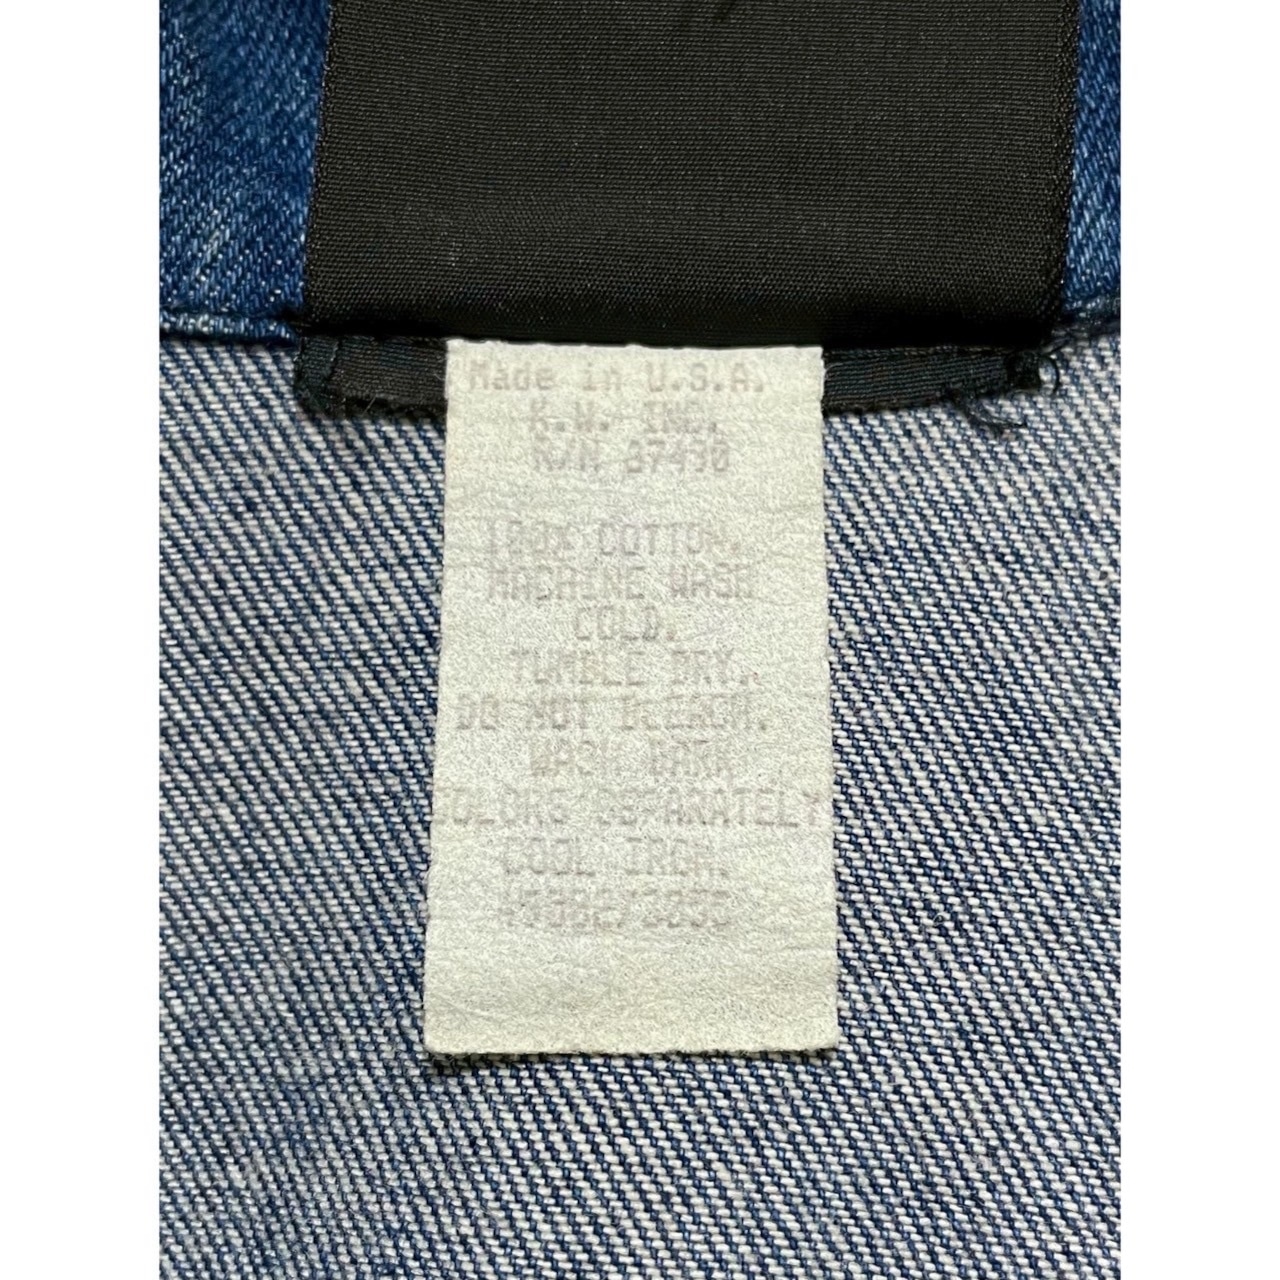 Made in U.S.A.
K.W. INC.
R/N 37490
100% COTTON.
MACHINE WASH
COLD.
TUMBLE DRY.
DO NOT BLEACH.
WASH DARK
COLORS SEPARATELY
COOL IRON.